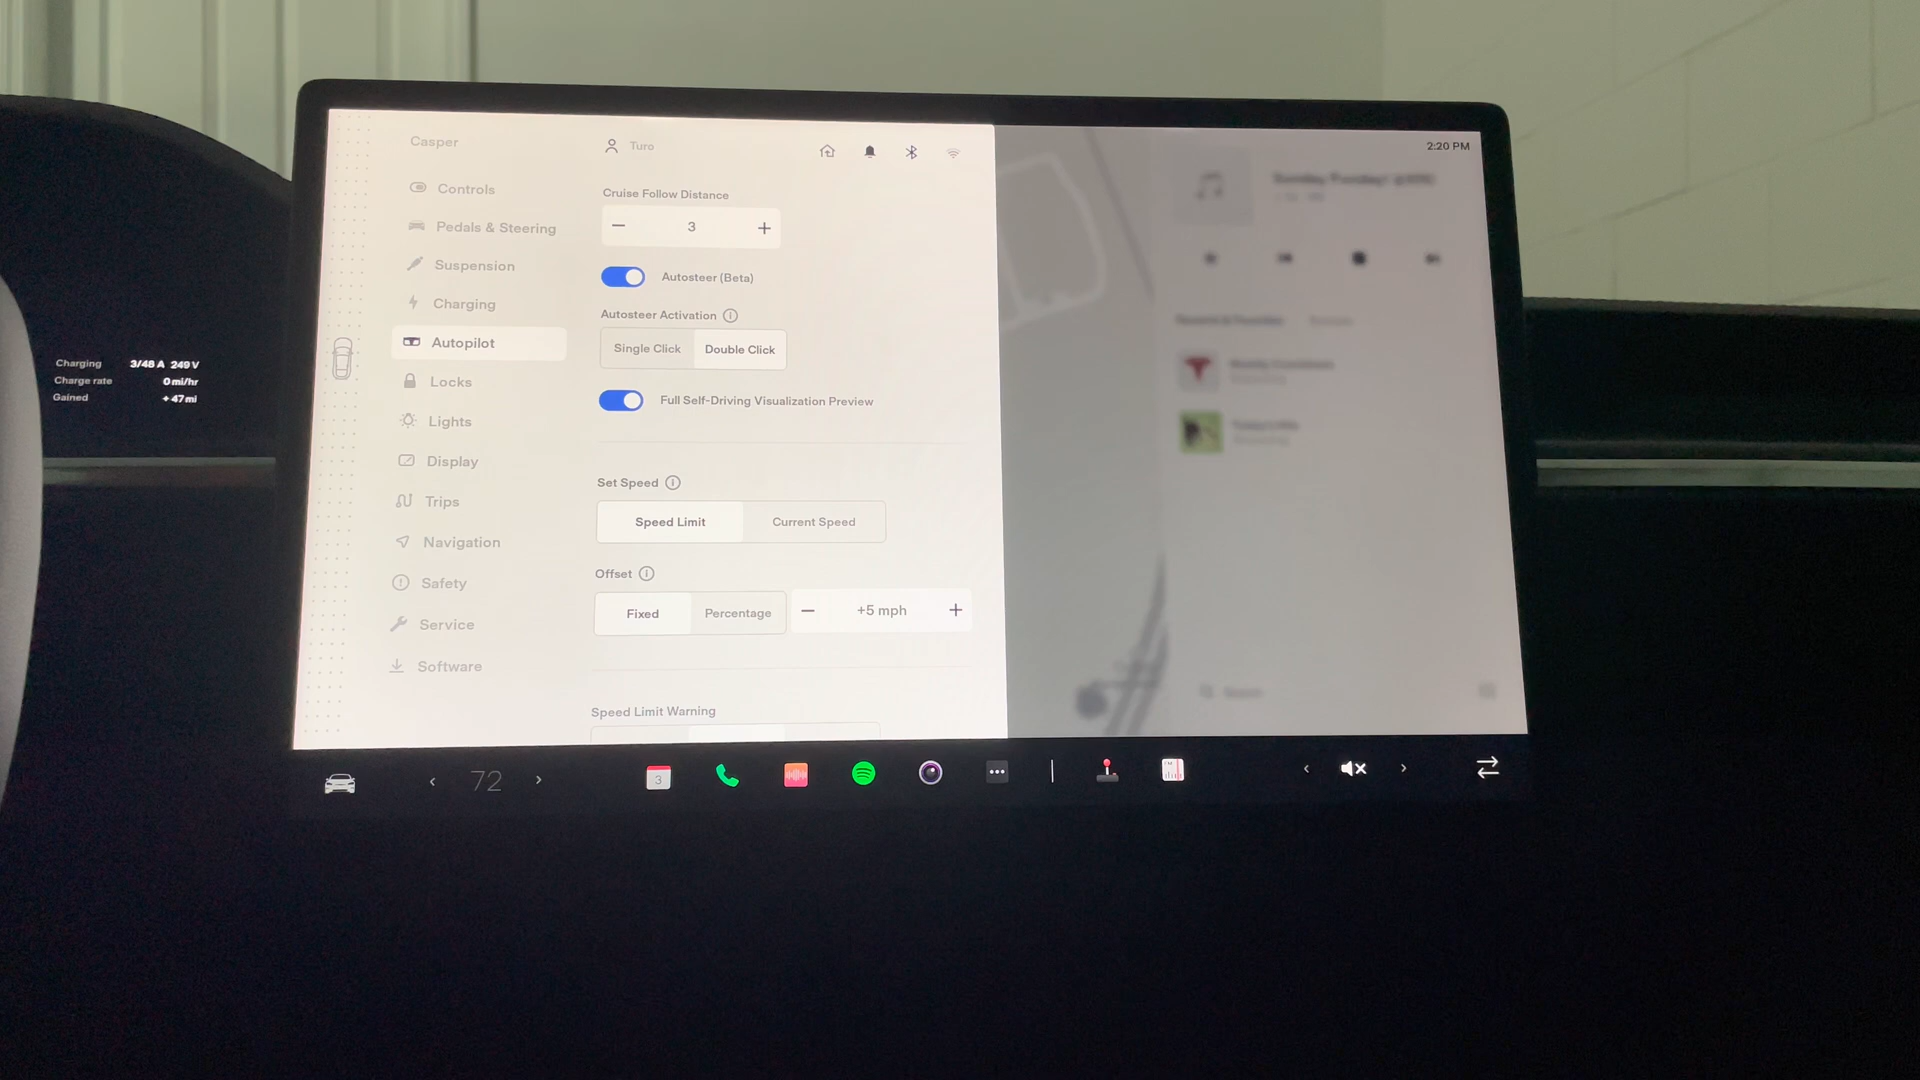 Charging 3/48 A 249 V
Charge rate 0 mi/hr
Gained + 47 mi
Casper
Controls
Pedals & Steering
Suspension
Charging
Autopilot
Locks
Lights
Display
Trips
Navigation
Safety
Service
Software
Turo
Cruise Follow Distance
3
Autosteer (Beta)
Autosteer Activation
Single Click Double Click
Full Self-Driving Visualization Preview
Set Speed
Speed Limit Current Speed
Offset
Fixed Percentage +5 mph
Speed Limit Warning
2:20 PM
72
3